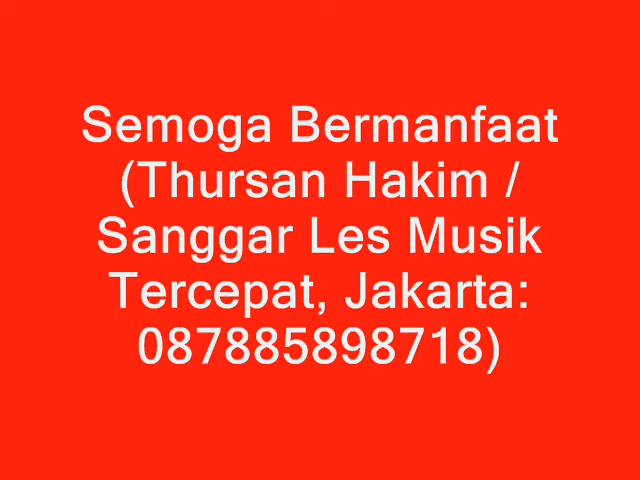 Semoga Bermanfaat
(Thursan Hakim /
Sanggar Les Musik
Tercepat, Jakarta:
087885898718)